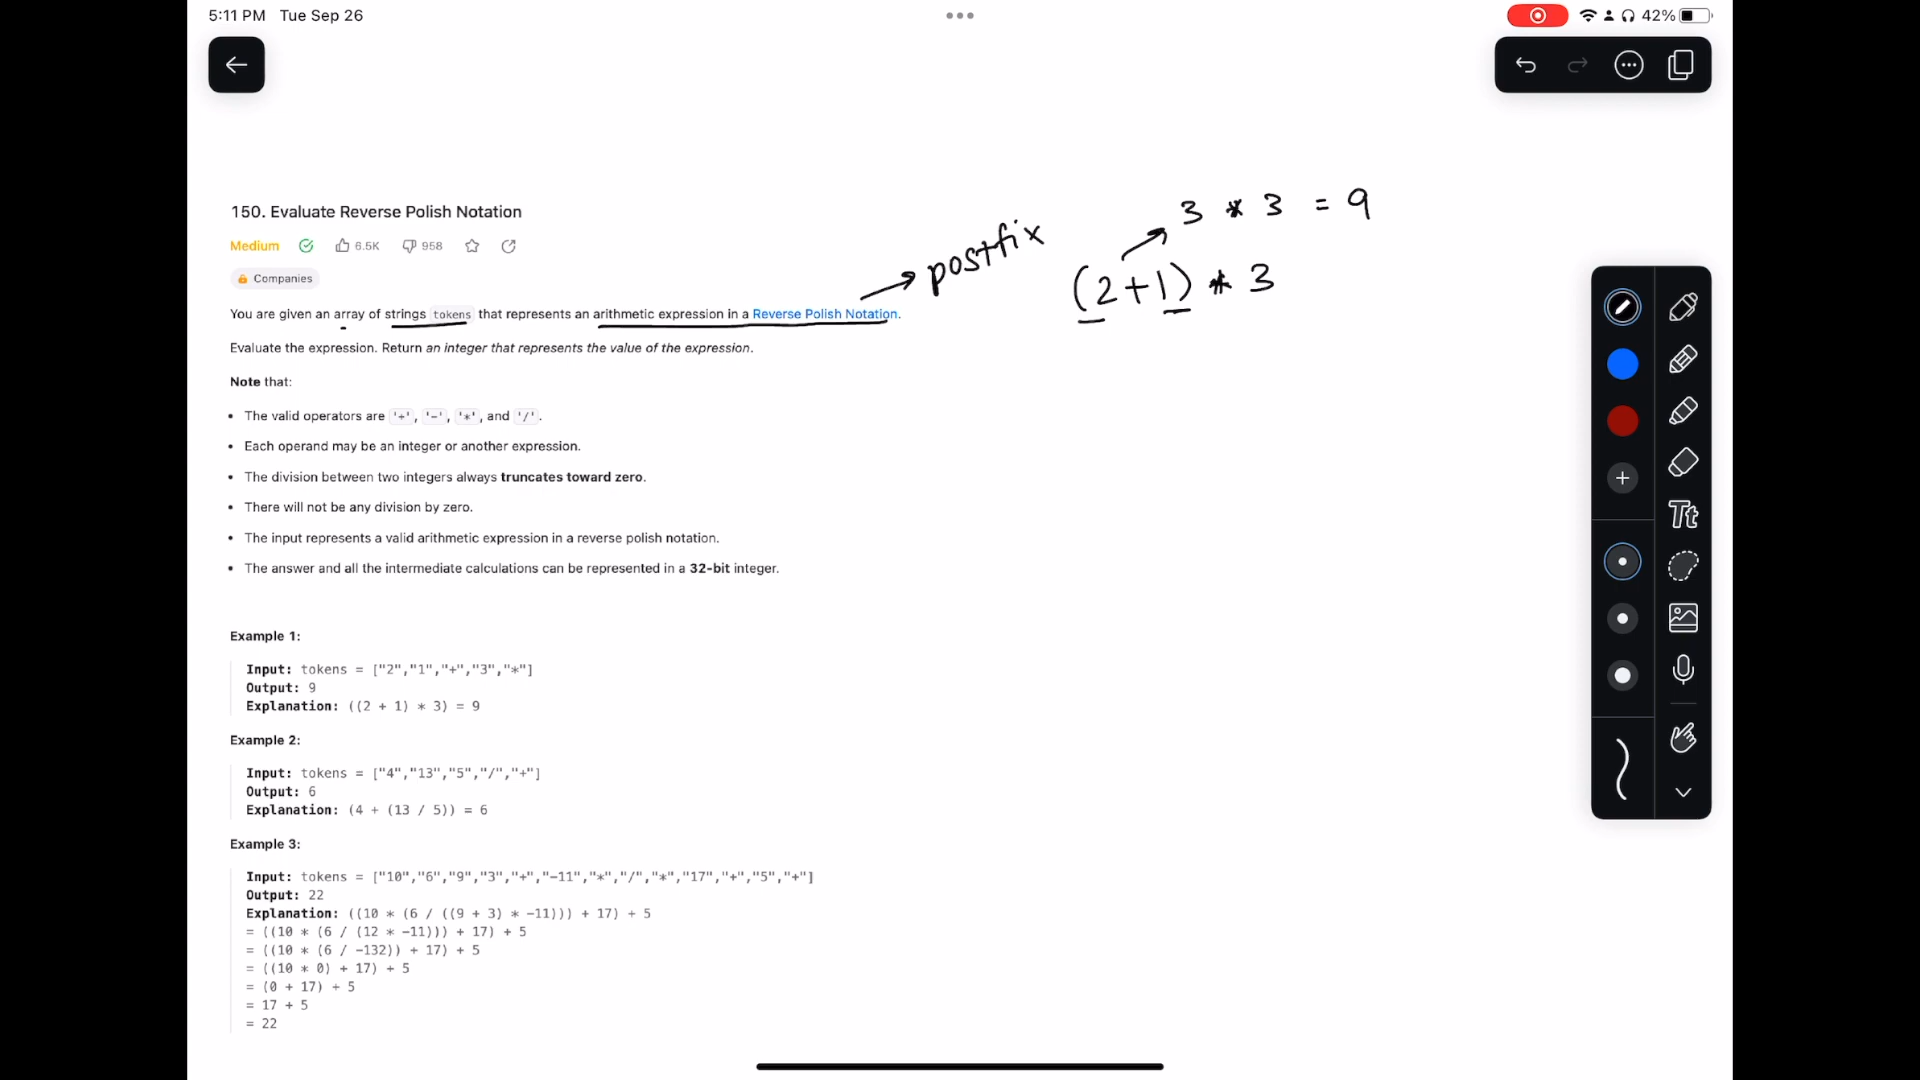 5:11 PM Tue Sep 26
42%
150. Evaluate Reverse Polish Notation
Medium 6.5K 958
Companies
You are given an array of strings tokens that represents an arithmetic expression in a Reverse Polish Notation.
Evaluate the expression. Return an integer that represents the value of the expression.
Note that:
• The valid operators are '+', '-', '*', and '/'.
• Each operand may be an integer or another expression.
• The division between two integers always truncates toward zero.
• There will not be any division by zero.
• The input represents a valid arithmetic expression in a reverse polish notation.
• The answer and all the intermediate calculations can be represented in a 32-bit integer.
Example 1:
Input: tokens = ["2","1","+","3","*"]
Output: 9
Explanation: ((2 + 1) * 3) = 9
Example 2:
Input: tokens = ["4","13","5","/","+"]
Output: 6
Explanation: (4 + (13 / 5)) = 6
Example 3:
Input: tokens = ["10","6","9","3","+","-11","*","/","*","17","+","5","+"]
Output: 22
Explanation: ((10 * (6 / ((9 + 3) * -11))) + 17) + 5
= ((10 * (6 / (12 * -11))) + 17) + 5
= ((10 * (6 / -132)) + 17) + 5
= ((10 * 0) + 17) + 5
= (0 + 17) + 5
= 17 + 5
= 22
postfix
3 * 3 = 9
(2+1) * 3
Tt